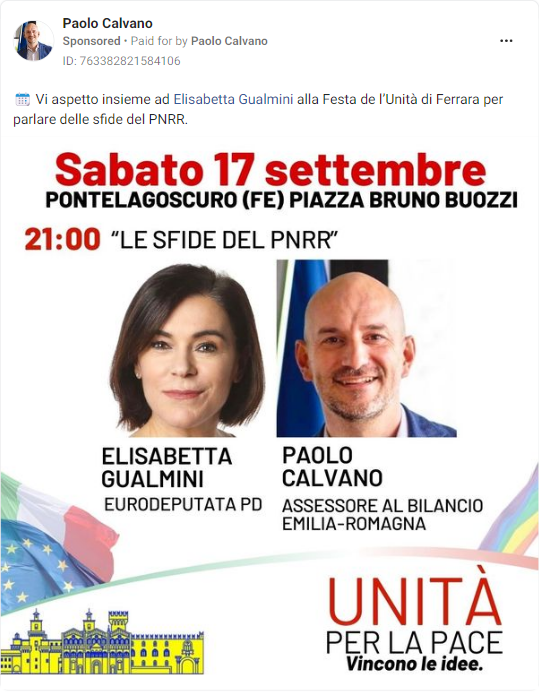 Paolo Calvano
Sponsored • Paid for by Paolo Calvano
ID: 763382821584106
Vi aspetto insieme ad Elisabetta Gualmini alla Festa de l'Unità di Ferrara per
parlare delle sfide del PNRR.
Sabato 17 settembre
PONTELAGOSCURO (FE) PIAZZA BRUNO BUOZZI
21:00 "LE SFIDE DEL PNRR"
ELISABETTA
GUALMINI
EURODEPUTATA PD
PAOLO
CALVANO
ASSESSORE AL BILANCIO
EMILIA-ROMAGNA
UNITÀ
PER LA PACE
Vincono le idee.